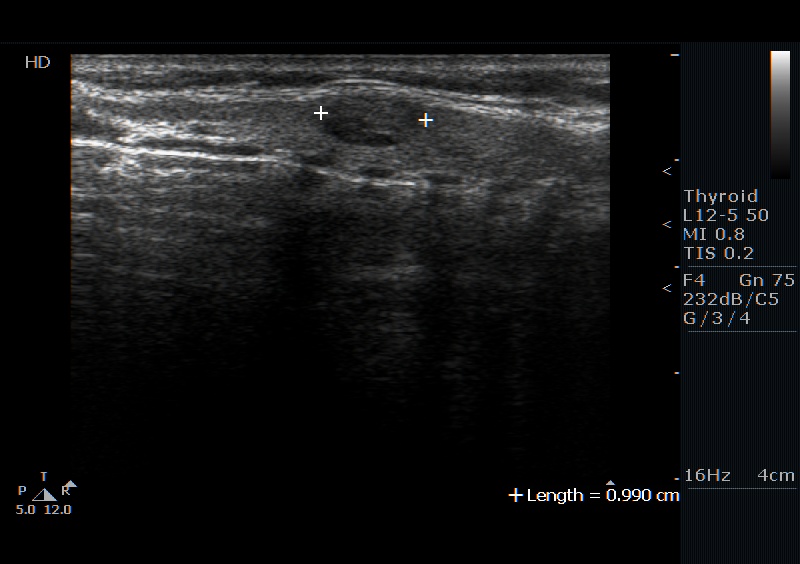 HD
Thyroid
L12-5 50
MI 0.8
TIS 0.2
F4 Gn 75
232dB/C5
G/3/4
T
P R
5.0 12.0
+ Length = 0.990 cm
16Hz 4cm